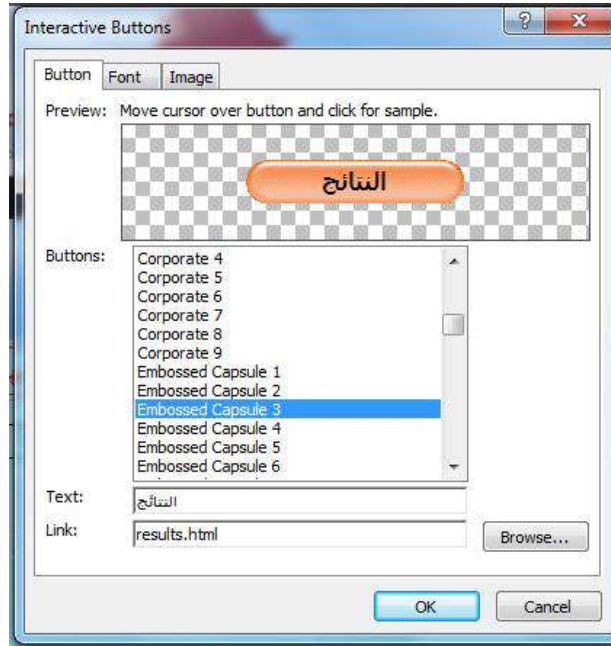 Interactive Buttons
Button Font Image
Preview: Move cursor over button and click for sample.
النتائج
Buttons:
Corporate 4
Corporate 5
Corporate 6
Corporate 7
Corporate 8
Corporate 9
Embossed Capsule 1
Embossed Capsule 2
Embossed Capsule 3
Embossed Capsule 4
Embossed Capsule 5
Embossed Capsule 6
Text: النتائج
Link: results.html Browse...
OK Cancel